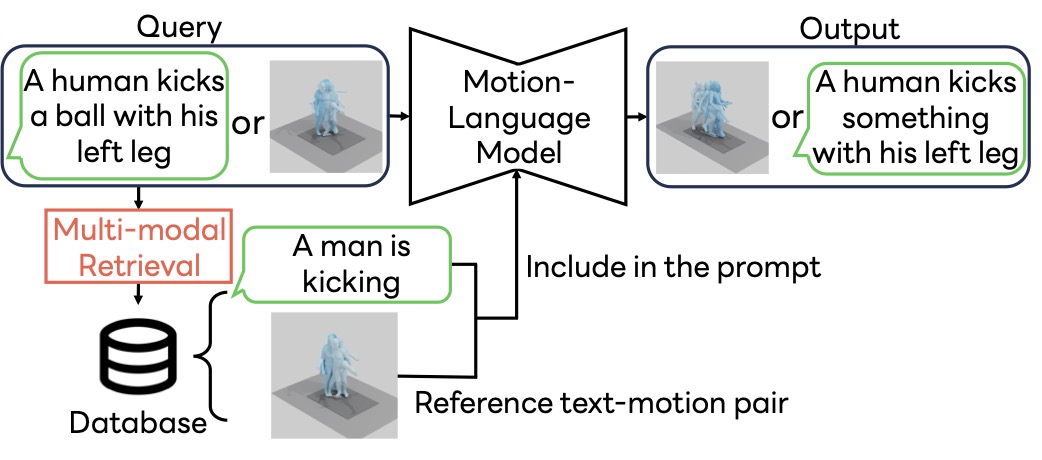 Query
A human kicks
a ball with his
left leg
or
Motion-
Language
Model
Output
or
A human kicks
something
with his left leg
Multi-modal
Retrieval
A man is
kicking
Include in the prompt
Database
Reference text-motion pair